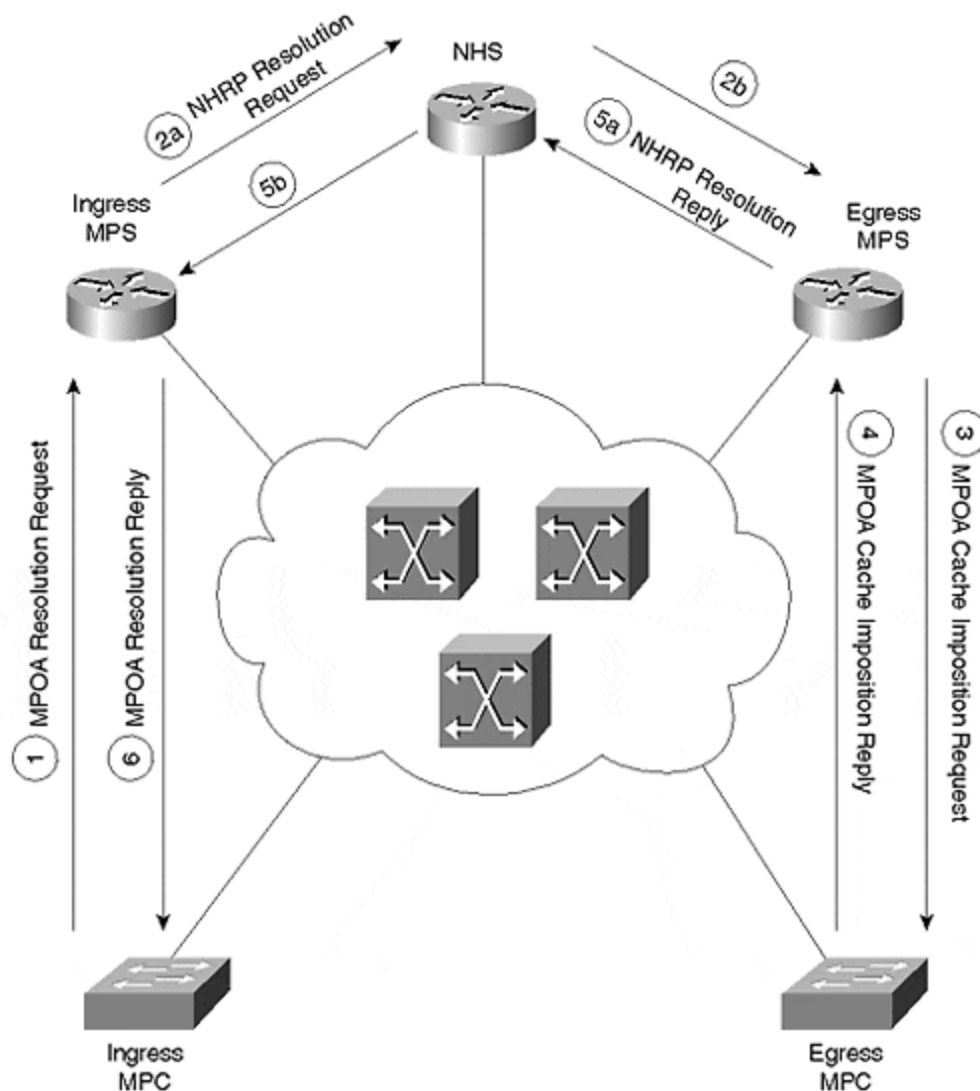 2a NHRP Resolution
Request
NHS
2b
5a NHRP Resolution
Reply
5b
Ingress
MPS
Egress
MPS
1 MPOA Resolution Request
6 MPOA Resolution Reply
4 MPOA Cache Imposition Reply
3 MPOA Cache Imposition Request
Ingress
MPC
Egress
MPC